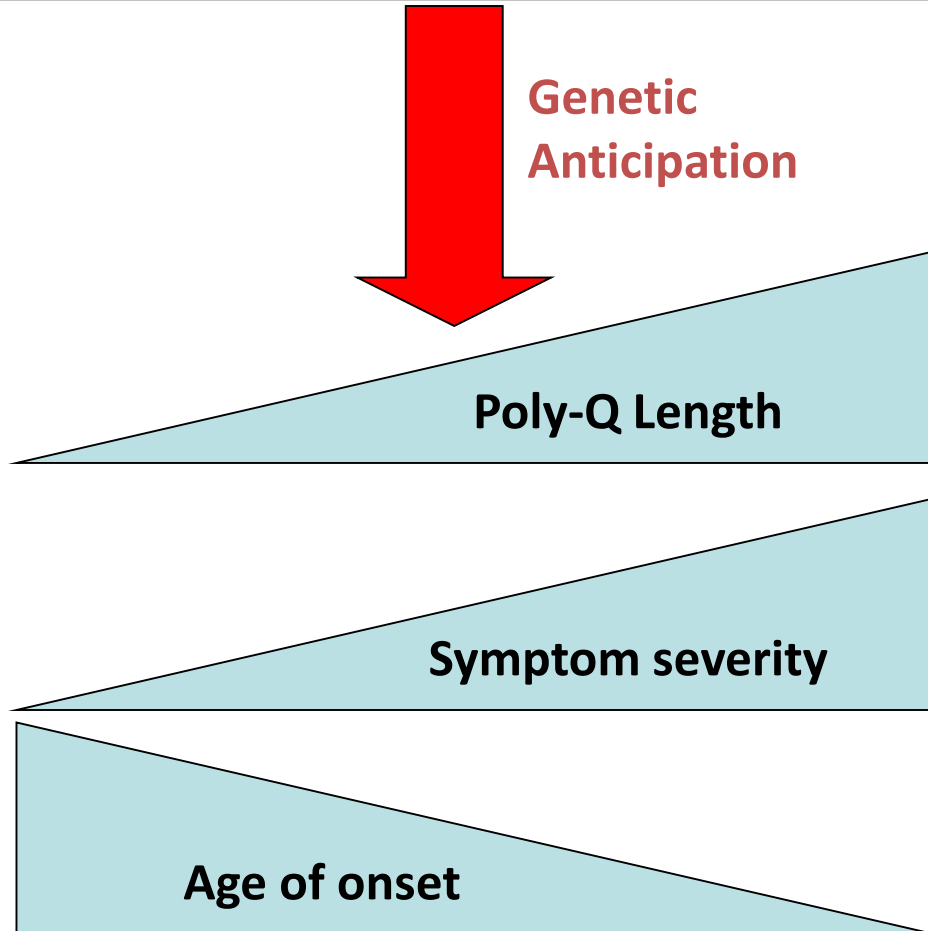 Genetic
Anticipation
Poly-Q Length
Symptom severity
Age of onset